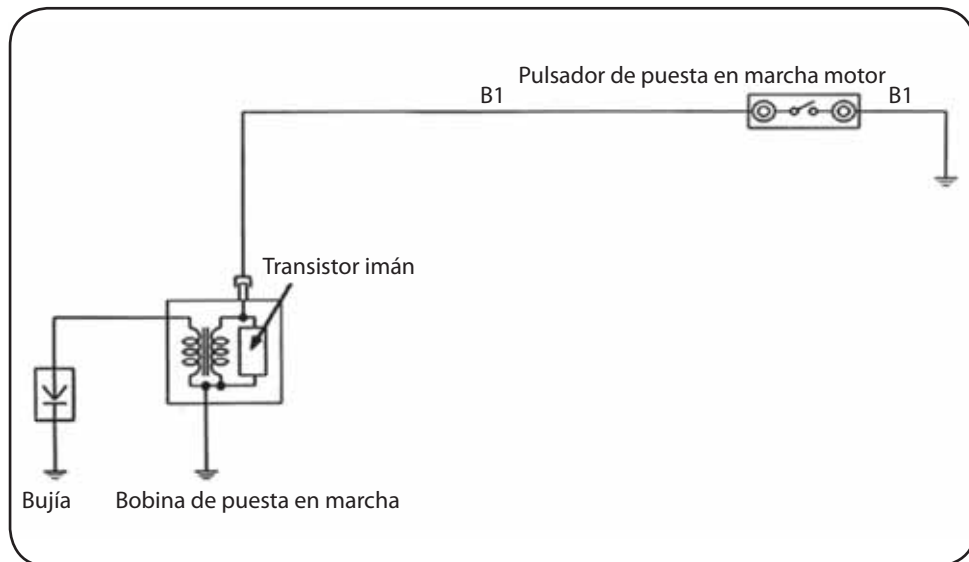 Pulsador de puesta en marcha motor
B1
B1
Transistor imán
Bujía
Bobina de puesta en marcha